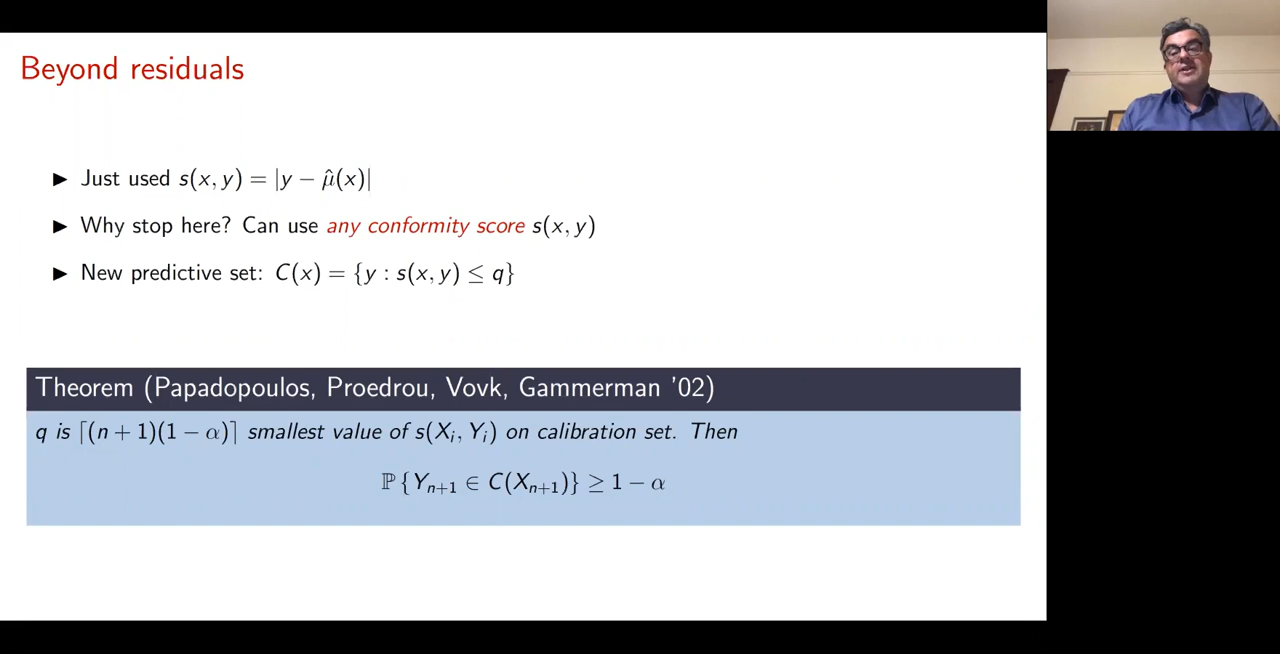 Beyond residuals
▶ Just used s(x, y) = |y − μ̂(x)|
▶ Why stop here? Can use any conformity score s(x, y)
▶ New predictive set: C(x) = {y : s(x, y) ≤ q}
Theorem (Papadopoulos, Proedrou, Vovk, Gammerman ’02)
q is ⌈(n + 1)(1 − α)⌉ smallest value of s(Xᵢ, Yᵢ) on calibration set. Then
ℙ {Yₙ₊₁ ∈ C(Xₙ₊₁)} ≥ 1 − α